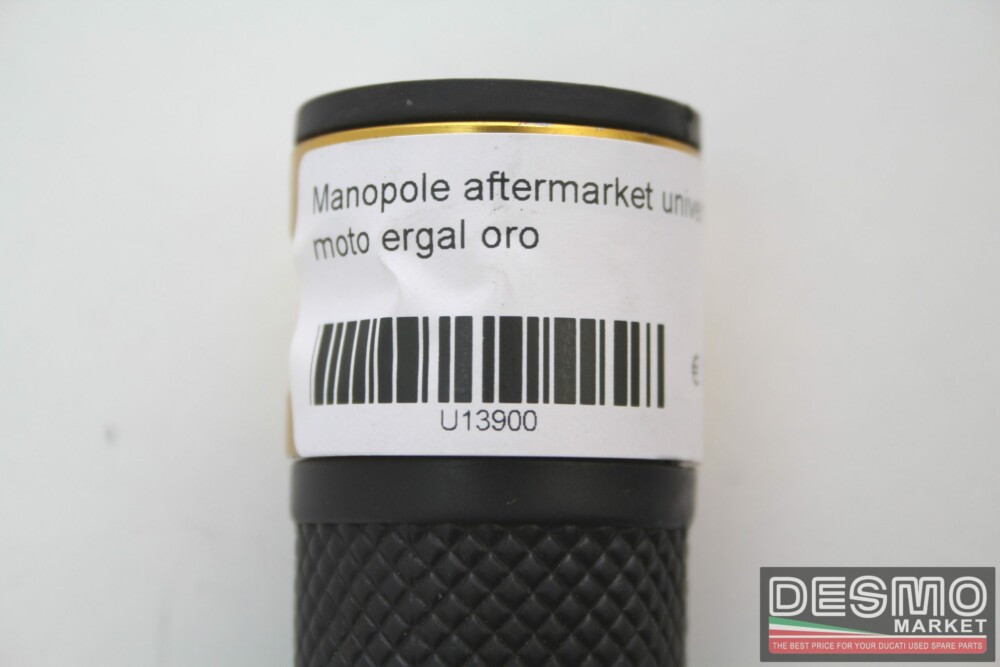 Manopole aftermarket unive
moto ergal oro
U13900
DESMO
MARKET
THE BEST PRICE FOR YOUR DUCATI USED SPARE PARTS